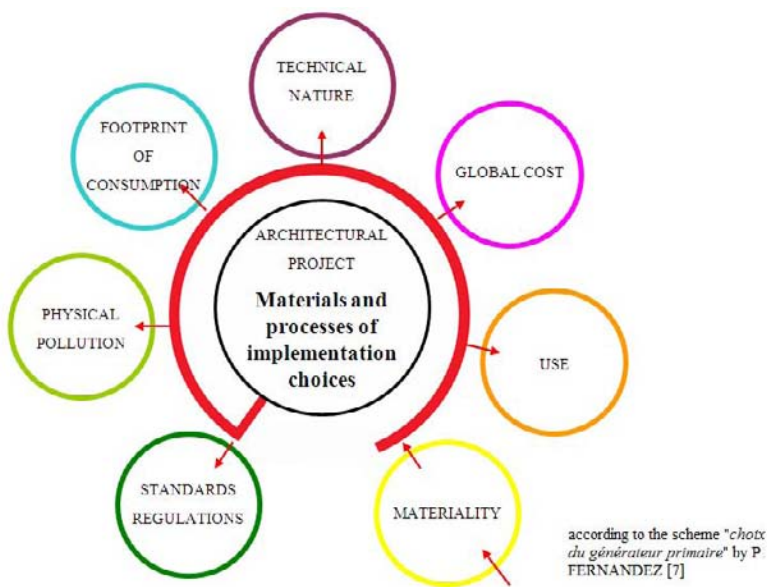 TECHNICAL
NATURE
FOOTPRINT
OF
CONSUMPTION
GLOBAL COST
ARCHITECTURAL
PROJECT
Materials and
processes of
implementation
choices
PHYSICAL
POLLUTION
USE
STANDARDS
REGULATIONS
MATERIALITY
according to the scheme "choix
du générateur primaire" by P.
FERNANDEZ [7]